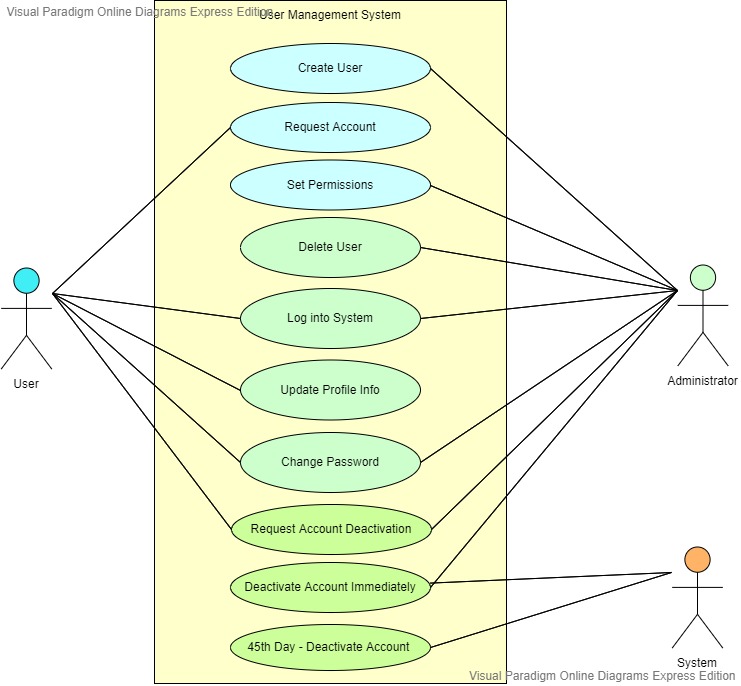 Visual Paradigm Online Diagrams Express Edition
User Management System
Create User
Request Account
Set Permissions
Delete User
Log into System
Update Profile Info
User
Administrator
Change Password
Request Account Deactivation
Deactivate Account Immediately
45th Day - Deactivate Account
System
Visual Paradigm Online Diagrams Express Edition